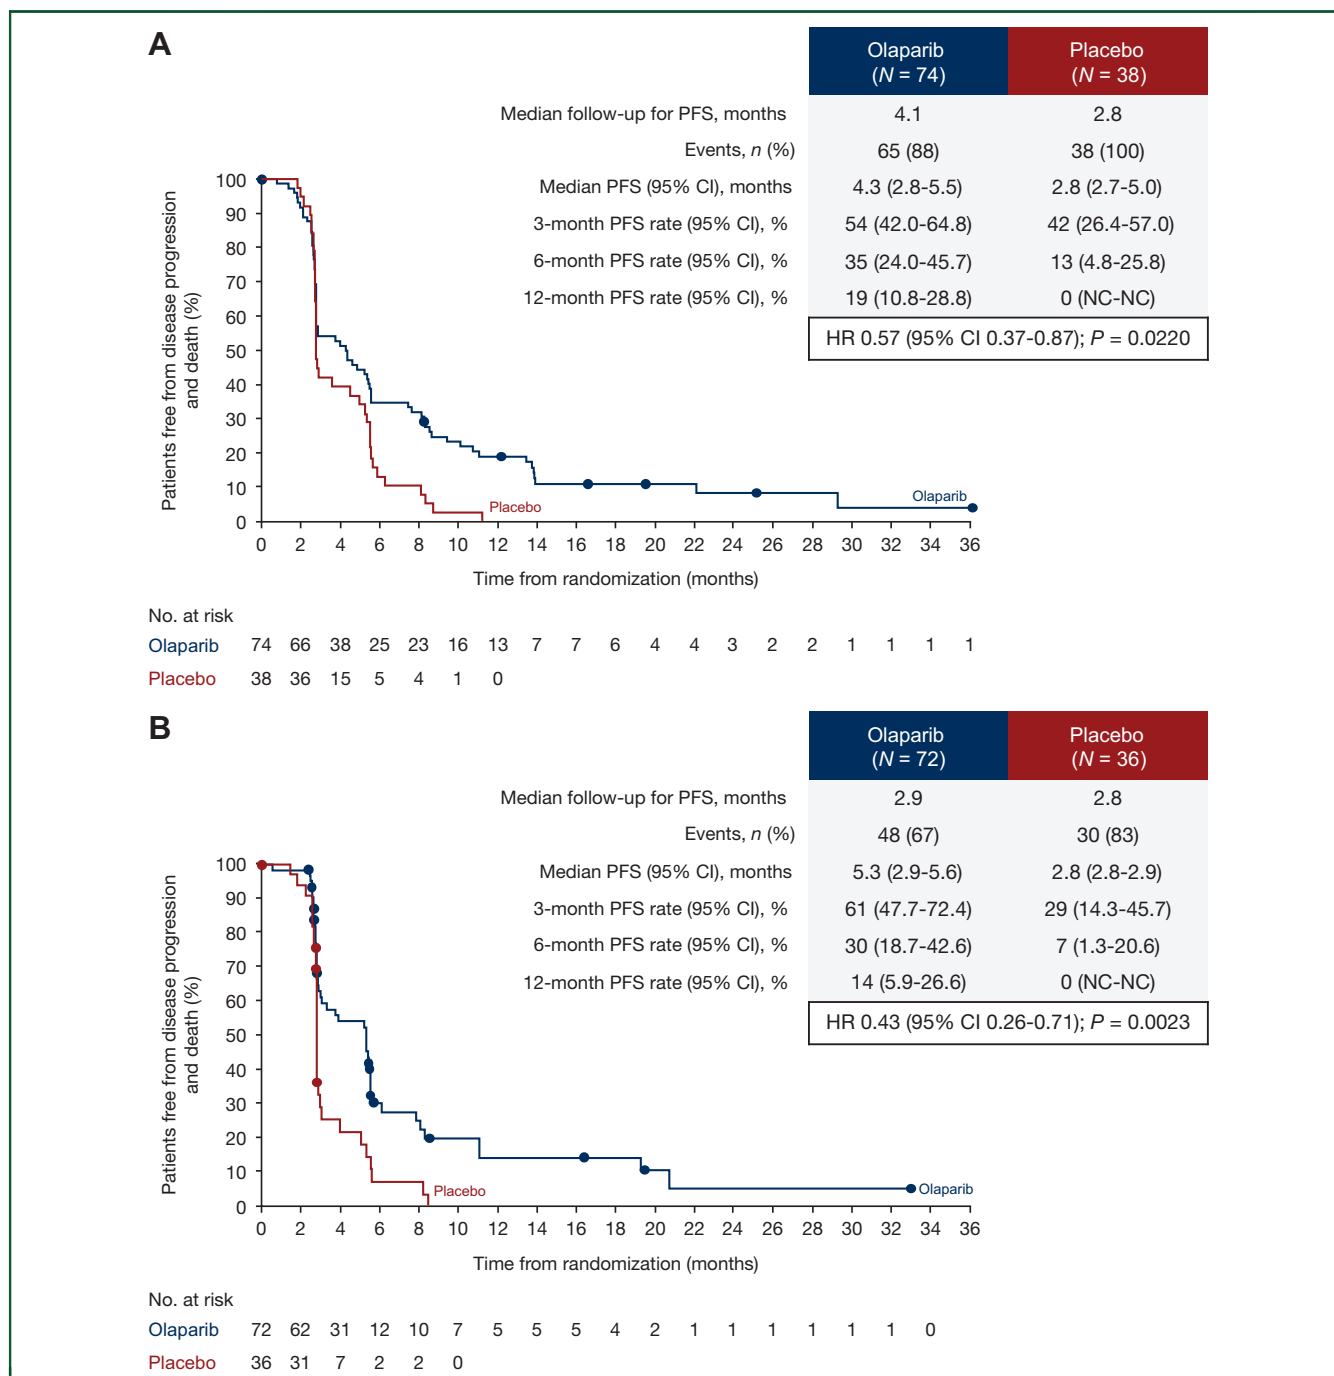 A
Olaparib Placebo
(N = 74) (N = 38)
Median follow-up for PFS, months 4.1 2.8
Events, n (%) 65 (88) 38 (100)
Median PFS (95% CI), months 4.3 (2.8-5.5) 2.8 (2.7-5.0)
3-month PFS rate (95% CI), % 54 (42.0-64.8) 42 (26.4-57.0)
6-month PFS rate (95% CI), % 35 (24.0-45.7) 13 (4.8-25.8)
12-month PFS rate (95% CI), % 19 (10.8-28.8) 0 (NC-NC)
HR 0.57 (95% CI 0.37-0.87); P = 0.0220
Patients free from disease progression
and death (%)
100
90
80
70
60
50
40
30
20
10
0
Olaparib
Placebo
0 2 4 6 8 10 12 14 16 18 20 22 24 26 28 30 32 34 36
Time from randomization (months)
No. at risk
Olaparib 74 66 38 25 23 16 13 7 7 6 4 4 3 2 2 1 1 1 1
Placebo 38 36 15 5 4 1 0
B
Olaparib Placebo
(N = 72) (N = 36)
Median follow-up for PFS, months 2.9 2.8
Events, n (%) 48 (67) 30 (83)
Median PFS (95% CI), months 5.3 (2.9-5.6) 2.8 (2.8-2.9)
3-month PFS rate (95% CI), % 61 (47.7-72.4) 29 (14.3-45.7)
6-month PFS rate (95% CI), % 30 (18.7-42.6) 7 (1.3-20.6)
12-month PFS rate (95% CI), % 14 (5.9-26.6) 0 (NC-NC)
HR 0.43 (95% CI 0.26-0.71); P = 0.0023
Patients free from disease progression
and death (%)
100
90
80
70
60
50
40
30
20
10
0
Placebo
Olaparib
0 2 4 6 8 10 12 14 16 18 20 22 24 26 28 30 32 34 36
Time from randomization (months)
No. at risk
Olaparib 72 62 31 12 10 7 5 5 5 4 2 1 1 1 1 1 1 0
Placebo 36 31 7 2 2 0